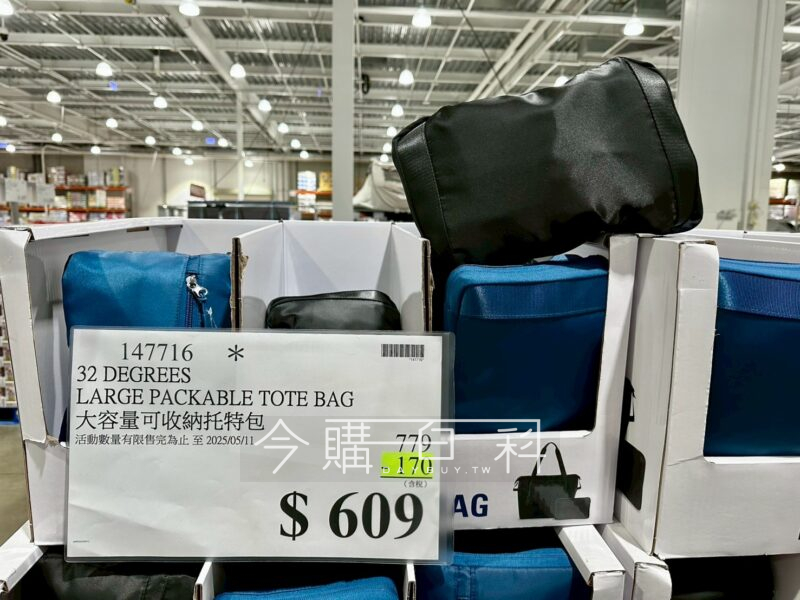 147716 *
32 DEGREES
LARGE PACKABLE TOTE BAG
大容量可收納托特包
活動數量有限售完為止 至 2025/05/11
779
- 170
(含稅)
$ 609
今購百科
BAG